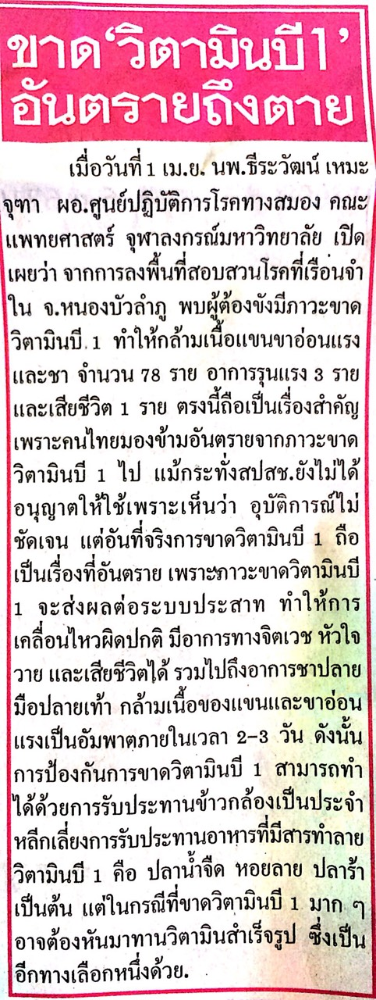 ขาด‘วิตามินบี1’
อันตรายถึงตาย
เมื่อวันที่ 1 เม.ย. นพ.ธีระวัฒน์ เหมะ
จุฑา ผอ.ศูนย์ปฏิบัติการโรคทางสมอง คณะ
แพทยศาสตร์ จุฬาลงกรณ์มหาวิทยาลัย เปิด
เผยว่า จากการลงพื้นที่สอบสวนโรคที่เรือนจำ
ใน จ.หนองบัวลำภู พบผู้ต้องขังมีภาวะขาด
วิตามินบี 1 ทำให้กล้ามเนื้อแขนขาอ่อนแรง
และชา จำนวน 78 ราย อาการรุนแรง 3 ราย
และเสียชีวิต 1 ราย ตรงนี้ถือเป็นเรื่องสำคัญ
เพราะคนไทยมองข้ามอันตรายจากภาวะขาด
วิตามินบี 1 ไป แม้กระทั่งสปสช.ยังไม่ได้
อนุญาตให้ใช้เพราะเห็นว่า อุบัติการณ์ไม่
ชัดเจน แต่อันที่จริงการขาดวิตามินบี 1 ถือ
เป็นเรื่องที่อันตราย เพราะภาวะขาดวิตามินบี
1 จะส่งผลต่อระบบประสาท ทำให้การ
เคลื่อนไหวผิดปกติ มีอาการทางจิตเวช หัวใจ
วาย และเสียชีวิตได้ รวมไปถึงอาการชาปลาย
มือปลายเท้า กล้ามเนื้อของแขนและขาอ่อน
แรงเป็นอัมพาตภายในเวลา 2-3 วัน ดังนั้น
การป้องกันการขาดวิตามินบี 1 สามารถทำ
ได้ด้วยการรับประทานข้าวกล้องเป็นประจำ
หลีกเลี่ยงการรับประทานอาหารที่มีสารทำลาย
วิตามินบี 1 คือ ปลาน้ำจืด หอยลาย ปลาร้า
เป็นต้น แต่ในกรณีที่ขาดวิตามินบี 1 มาก ๆ
อาจต้องหันมาทานวิตามินสำเร็จรูป ซึ่งเป็น
อีกทางเลือกหนึ่งด้วย.